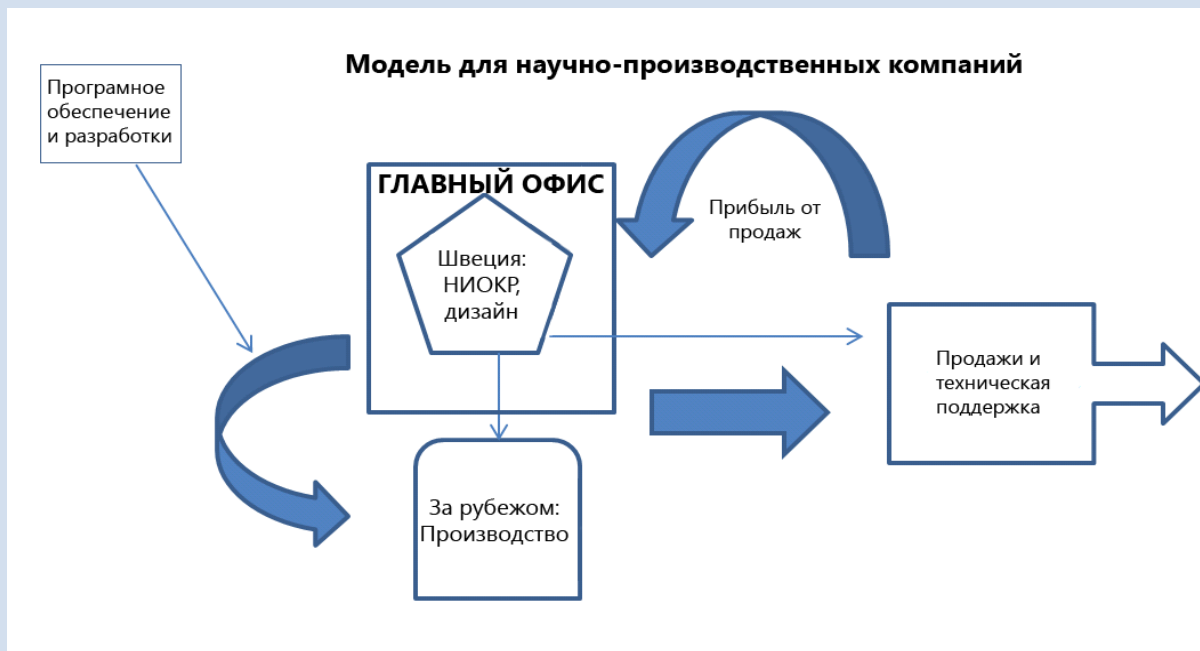 Модель для научно-производственных компаний
Програмное
обеспечение
и разработки
ГЛАВНЫЙ ОФИС
Швеция:
НИОКР,
дизайн
Прибыль от
продаж
Продажи и
техническая
поддержка
За рубежом:
Производство